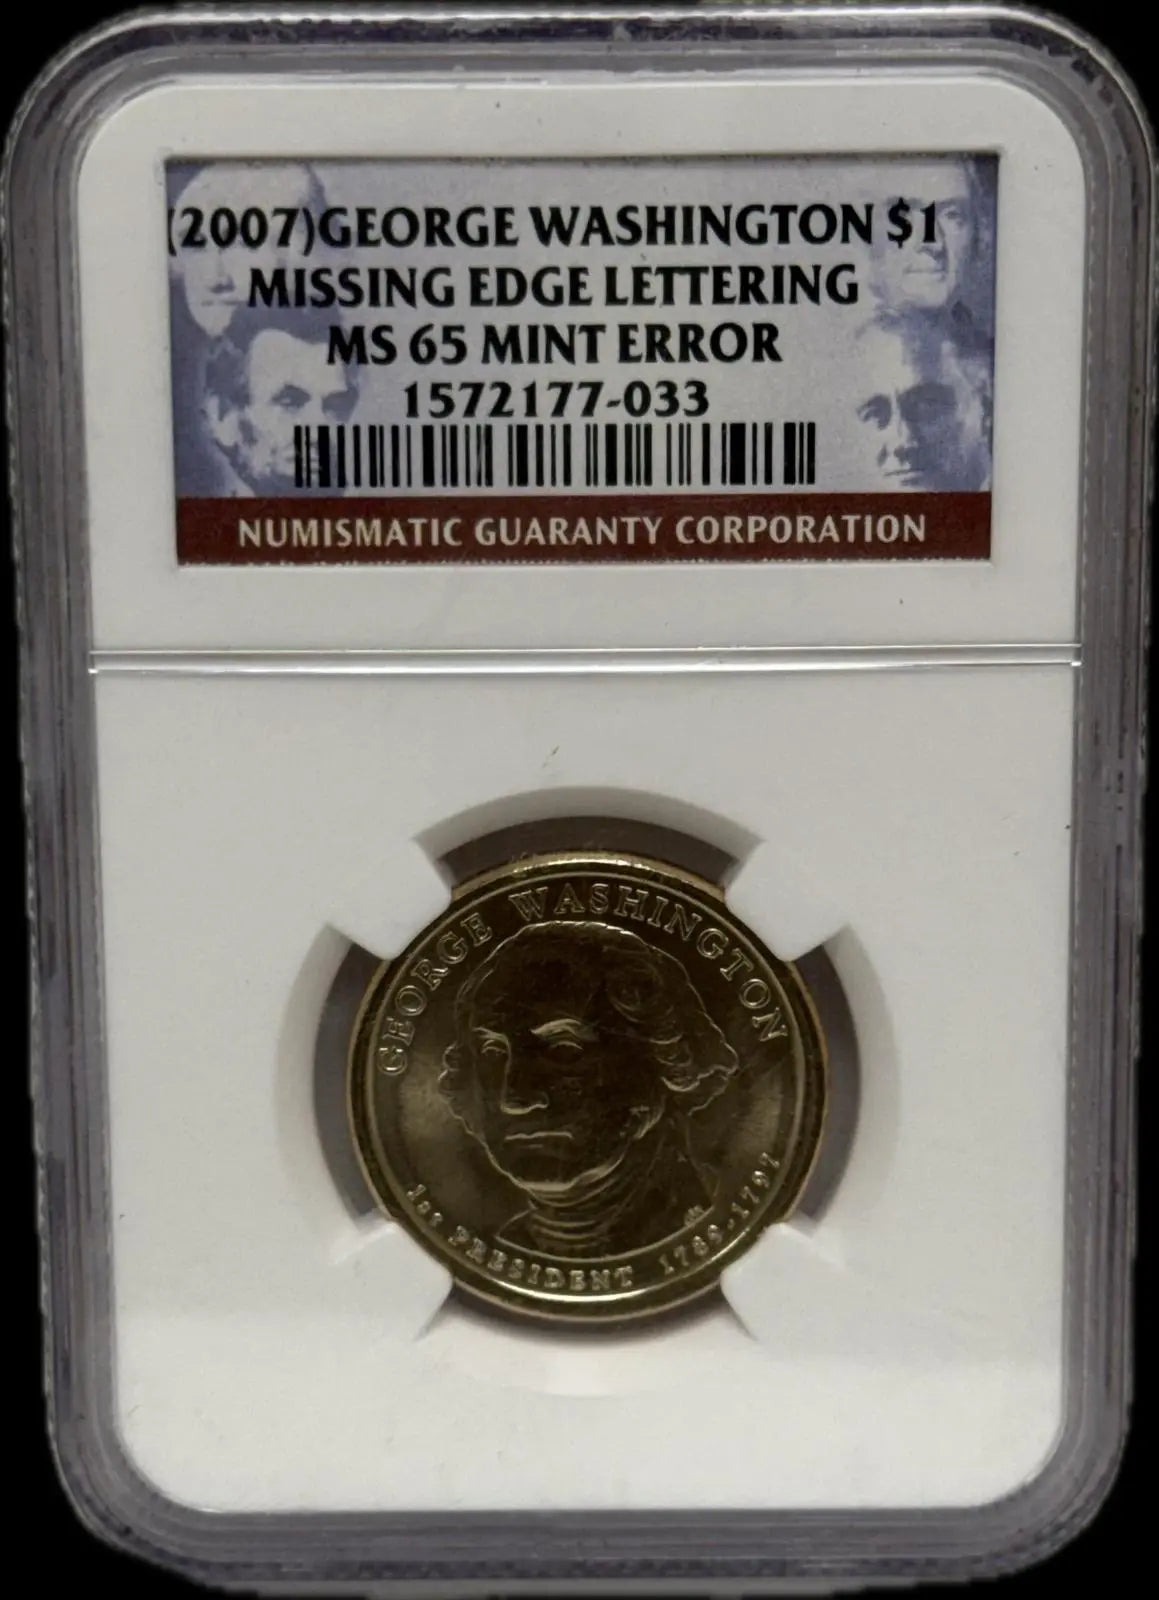 (2007)GEORGE WASHINGTON $1
MISSING EDGE LETTERING
MS 65 MINT ERROR
1572177-033
NUMISMATIC GUARANTY CORPORATION
GEORGE WASHINGTON
1st PRESIDENT 1789-1797